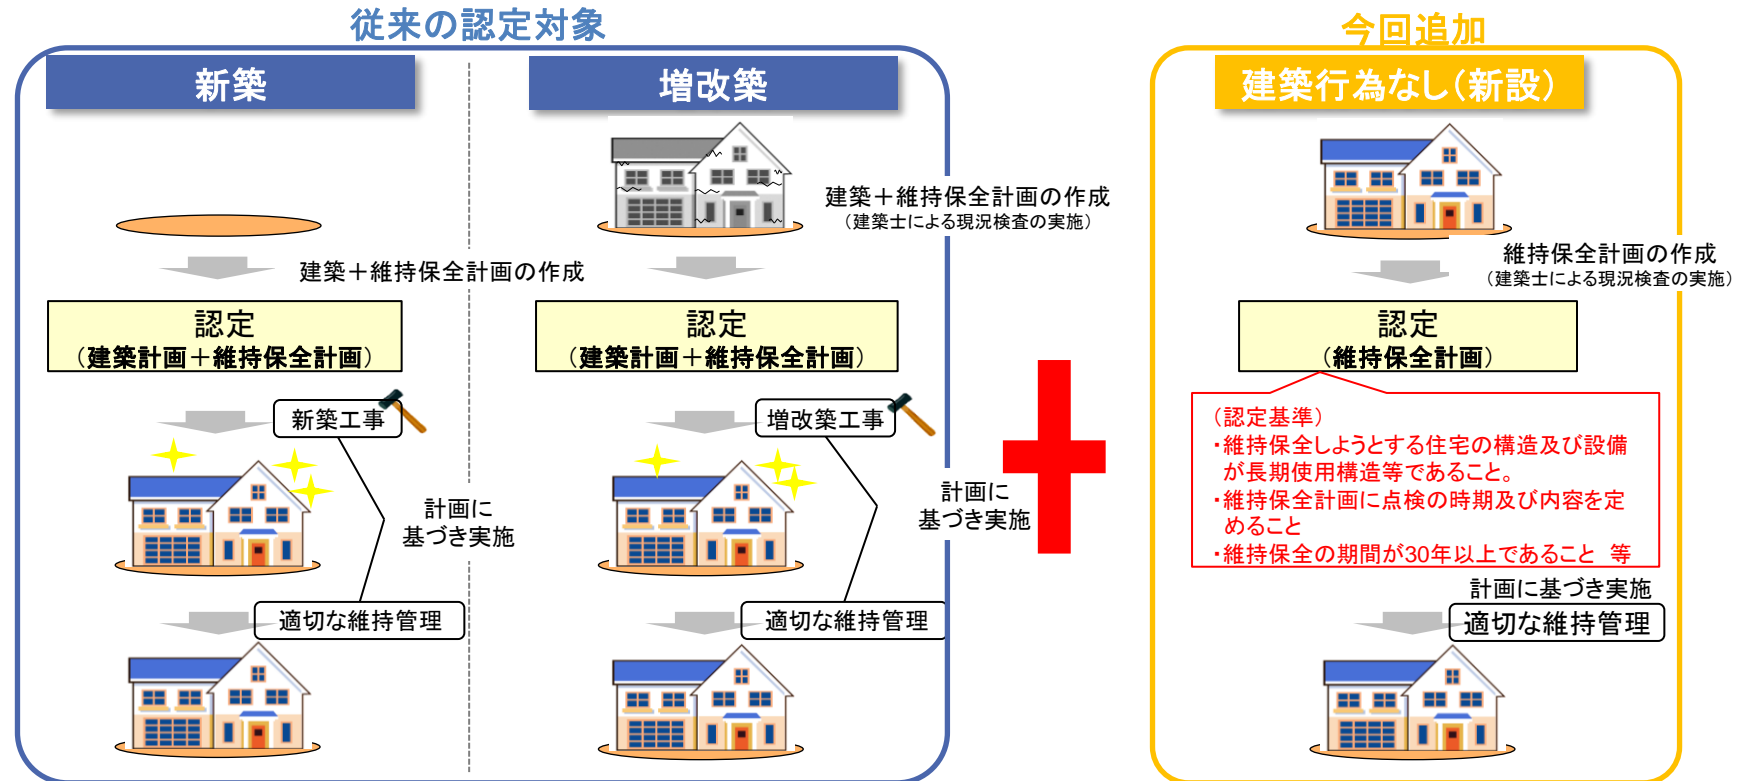 従来の認定対象
新築
建築＋維持保全計画の作成
認定
（建築計画＋維持保全計画）
新築工事
計画に
基づき実施
適切な維持管理
増改築
建築＋維持保全計画の作成
（建築士による現況検査の実施）
認定
（建築計画＋維持保全計画）
増改築工事
計画に
基づき実施
適切な維持管理
今回追加
建築行為なし（新設）
維持保全計画の作成
（建築士による現況検査の実施）
認定
（維持保全計画）
（認定基準）
・維持保全しようとする住宅の構造及び設備
が長期使用構造等であること。
・維持保全計画に点検の時期及び内容を定
めること
・維持保全の期間が30年以上であること 等
計画に基づき実施
適切な維持管理